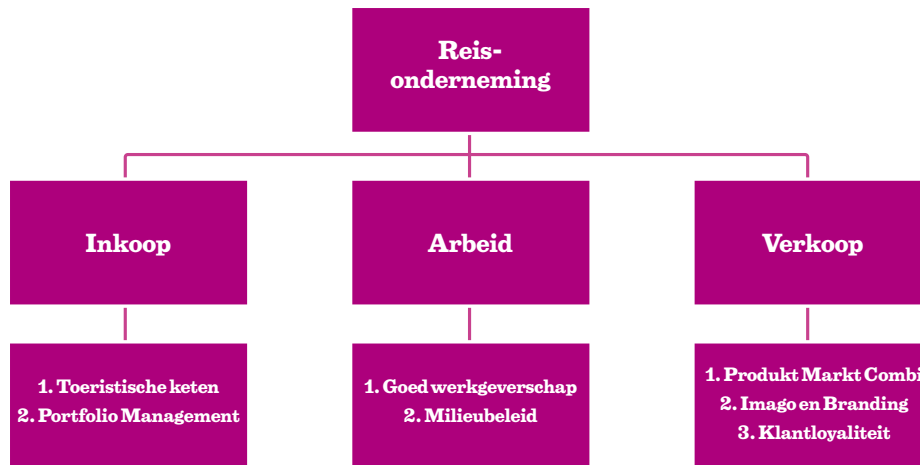 Reis-
onderneming
Inkoop
Arbeid
Verkoop
1. Toeristische keten
2. Portfolio Management
1. Goed werkgeverschap
2. Milieubeleid
1. Produkt Markt Combi
2. Imago en Branding
3. Klantloyaliteit